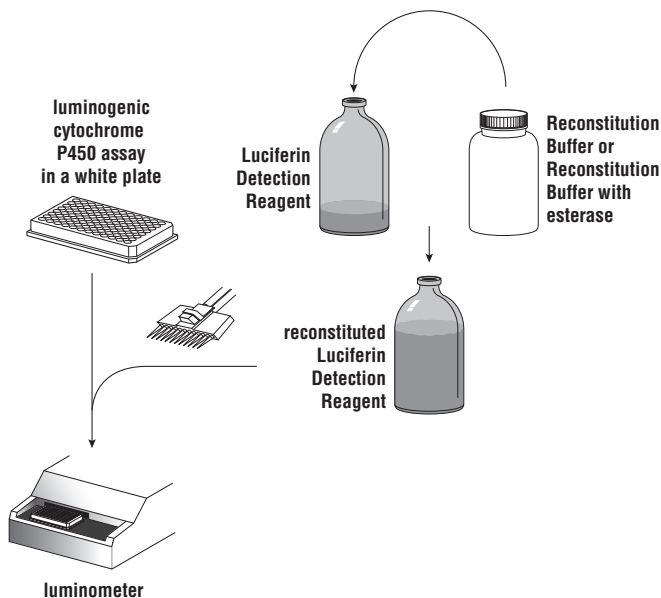 luminogenic
cytochrome
P450 assay
in a white plate
Luciferin
Detection
Reagent
Reconstitution
Buffer or
Reconstitution
Buffer with
esterase
reconstituted
Luciferin
Detection
Reagent
luminometer